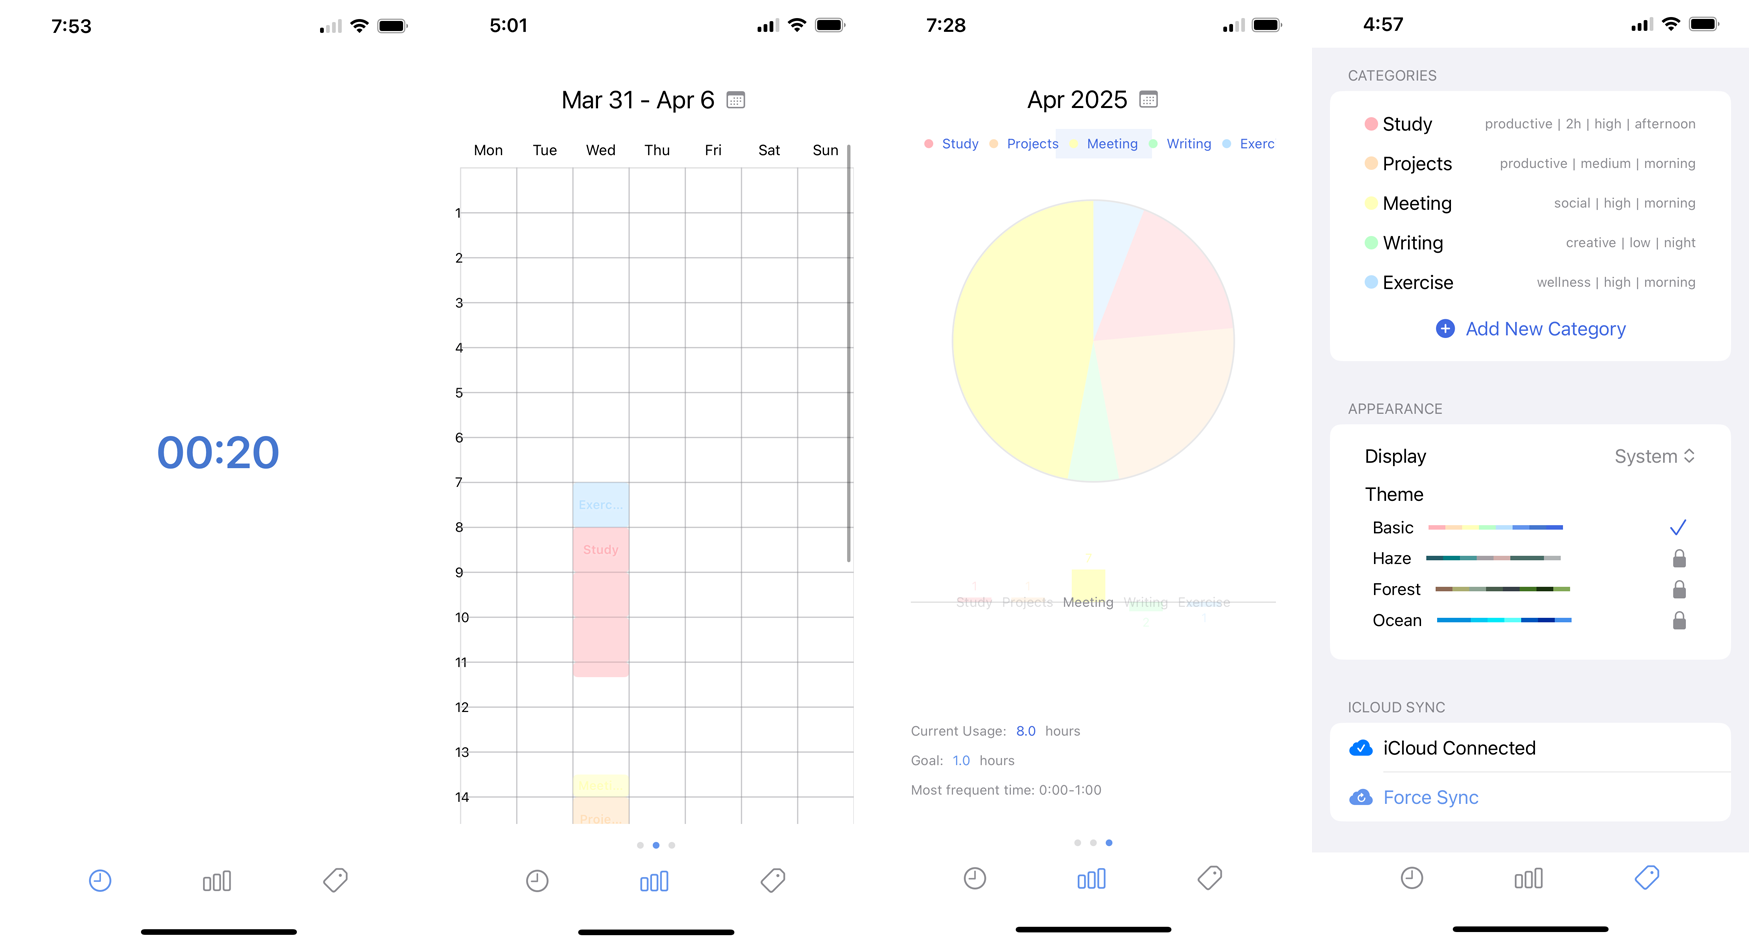 7:53
00:20
5:01
Mar 31 - Apr 6
Mon Tue Wed Thu Fri Sat Sun
1
2
3
4
5
6
7
Exerc...
8
Study
9
10
11
12
13
14
Proje...
7:28
Apr 2025
Study Projects Meeting Writing Exerc
1 1
Study Projects Meeting Writing Exercise
2 1
Current Usage: 8.0 hours
Goal: 1.0 hours
Most frequent time: 0:00-1:00
4:57
CATEGORIES
Study productive | 2h | high | afternoon
Projects productive | medium | morning
Meeting social | high | morning
Writing creative | low | night
Exercise wellness | high | morning
Add New Category
APPEARANCE
Display System
Theme
Basic
Haze
Forest
Ocean
ICLOUD SYNC
iCloud Connected
Force Sync